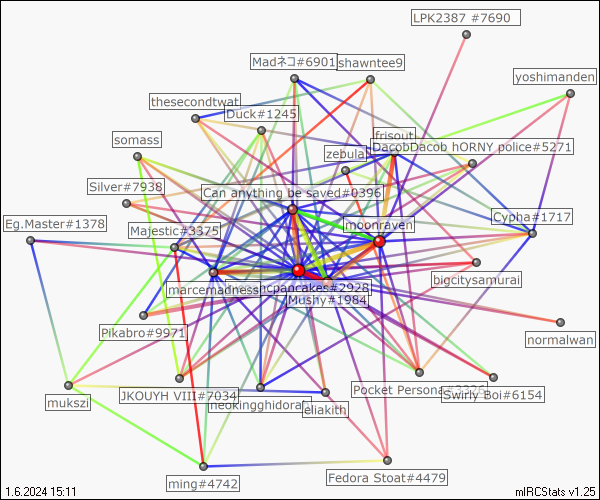 LPK2387 #7690
Madネコ#6901
shawntee9
yoshimanden
thesecondtwat
Duck#1245
frisout
somass
DacobDacob hORNY police#5271
zebula
Silver#7938
Can anything be saved#0396
Eg.Master#1378
Majestic#3375
moonraven
Cypha#1717
bigcitysamurai
marcemadness
pancakes#2928
Mushy#1984
Pikabro#9971
normalwan
mukszi
JKOUYH VIII#7034
neokingghidorah
eliakith
Pocket Persona
Swirly Boi#6154
ming#4742
Fedora Stoat#4479
1.6.2024 15:11
mIRCStats v1.25